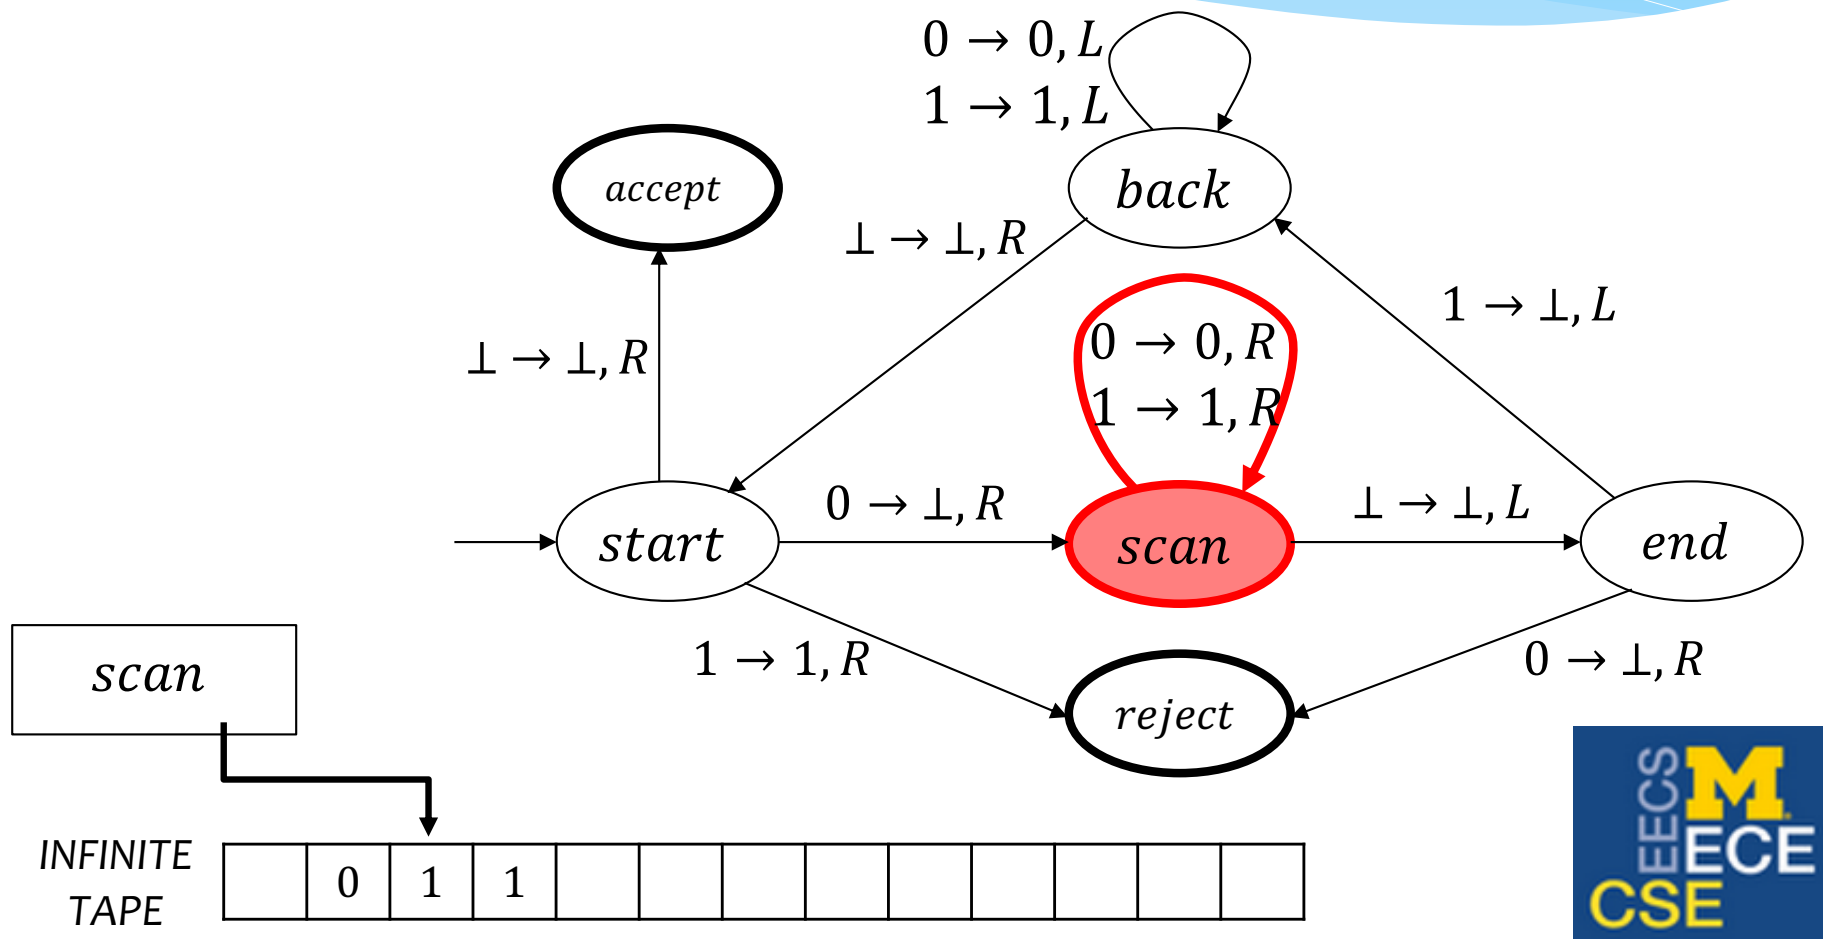 0 → 0, L
1 → 1, L
accept
back
⊥ → ⊥, R
1 → ⊥, L
⊥ → ⊥, R
0 → 0, R
1 → 1, R
start
0 → ⊥, R
scan
⊥ → ⊥, L
end
1 → 1, R
reject
0 → ⊥, R
scan
INFINITE
TAPE
0 1 1
EECS
M
ECE
CSE